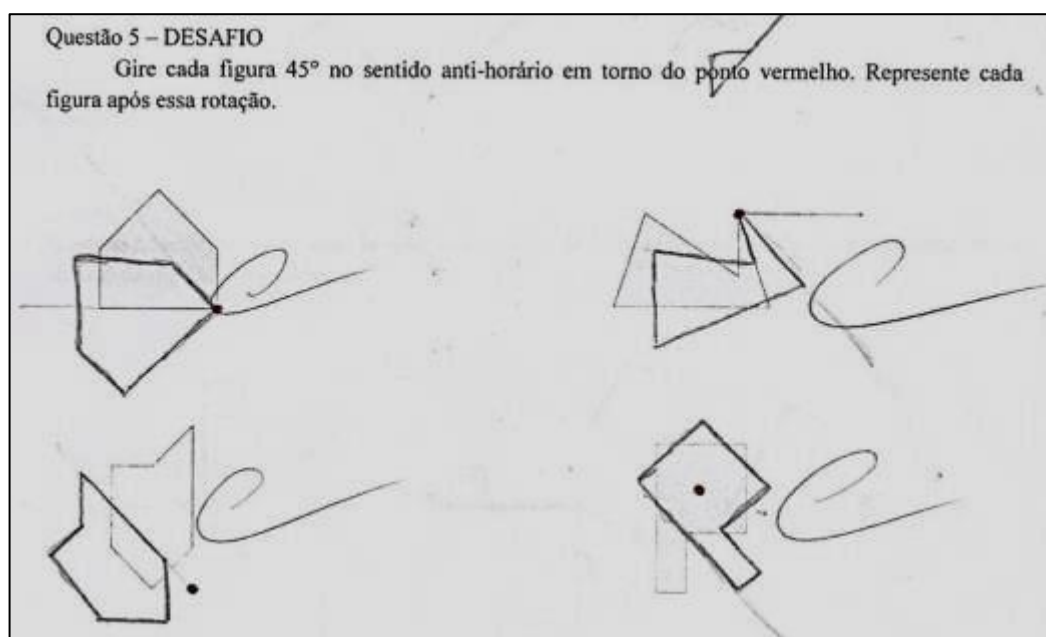 Questão 5 – DESAFIO
Gire cada figura 45° no sentido anti-horário em torno do ponto vermelho. Represente cada
figura após essa rotação.